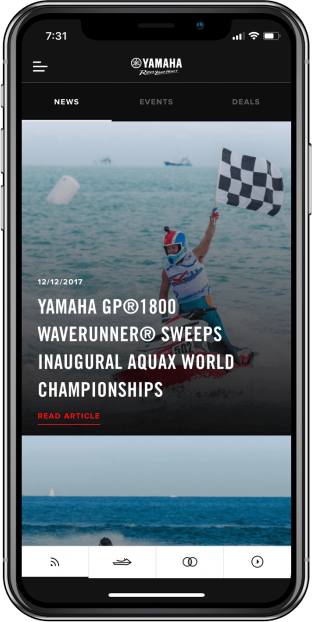 7:31
YAMAHA
Revs Your Heart
NEWS EVENTS DEALS
12/12/2017
YAMAHA GP®1800
WAVERUNNER® SWEEPS
INAUGURAL AQUAX WORLD
CHAMPIONSHIPS
READ ARTICLE